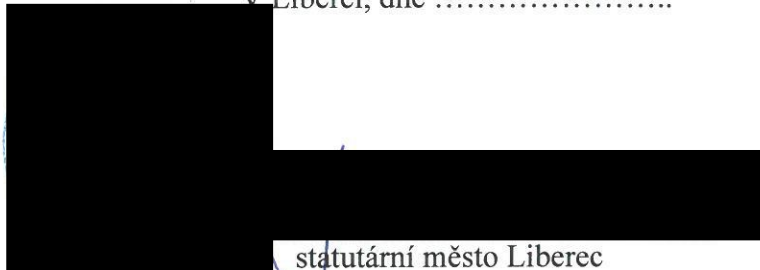 V Liberci, dne ........................
statutární město Liberec